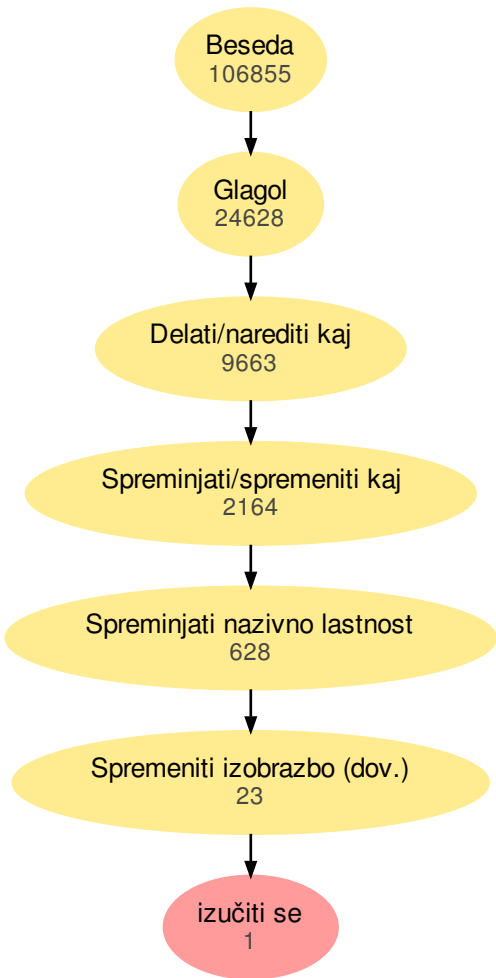 Beseda
106855
Glagol
24628
Delati/narediti kaj
9663
Spreminjati/spremeniti kaj
2164
Spreminjati nazivno lastnost
628
Spremeniti izobrazbo (dov.)
23
izučiti se
1